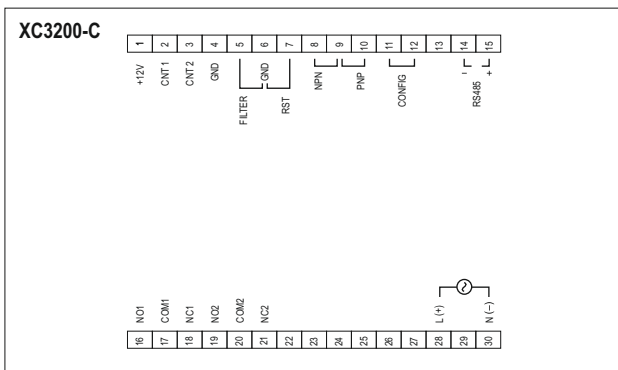 XC3200-C
1 2 3 4 5 6 7 8 9 10 11 12 13 14 15
+12V CNT 1 CNT 2 GND GND – +
FILTER RST NPN PNP CONFIG RS485
L (+) N (–)
NO1 COM1 NC1 NO2 COM2 NC2
16 17 18 19 20 21 22 23 24 25 26 27 28 29 30